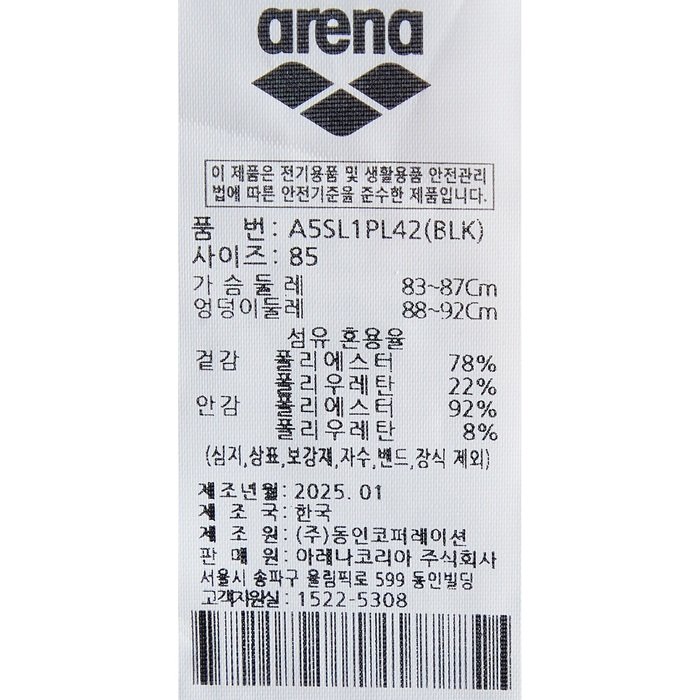 arena
이 제품은 전기용품 및 생활용품 안전관리
법에 따른 안전기준을 준수한 제품입니다.
품 번 : A5SL1PL42(BLK)
사이즈 : 85
가슴둘레 83~87Cm
엉덩이둘레 88~92Cm
섬유 혼용율
겉감 폴리에스터 78%
폴리우레탄 22%
안감 폴리에스터 92%
폴리우레탄 8%
(심지,상표,보강재,자수,밴드,장식 제외)
제조년월 : 2025. 01
제 조 국 : 한국
제 조 원 : (주)동인코퍼레이션
판 매 원 : 아레나코리아 주식회사
서울시 송파구 올림픽로 599 동인빌딩
고객지원실 : 1522-5308